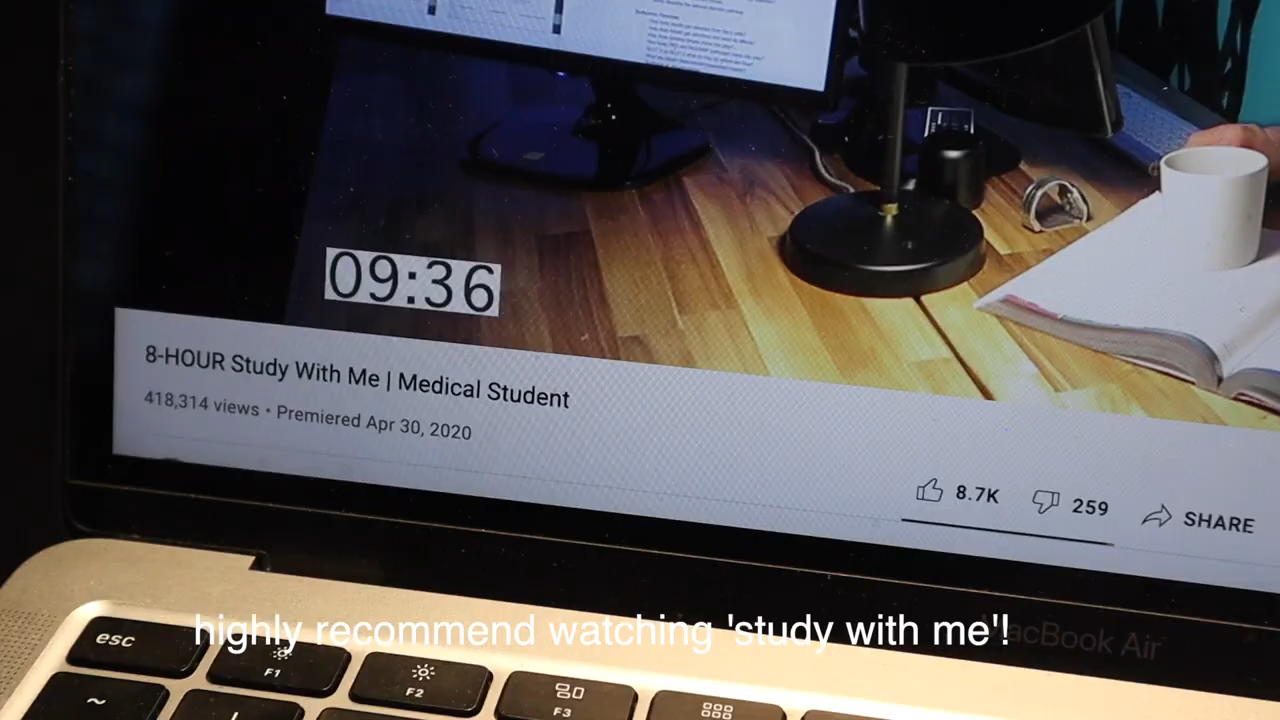 09:36
8-HOUR Study With Me | Medical Student
418,314 views • Premiered Apr 30, 2020
8.7K 259 SHARE
highly recommend watching 'study with me'!
MacBook Air
esc
F1
F2
F3
~